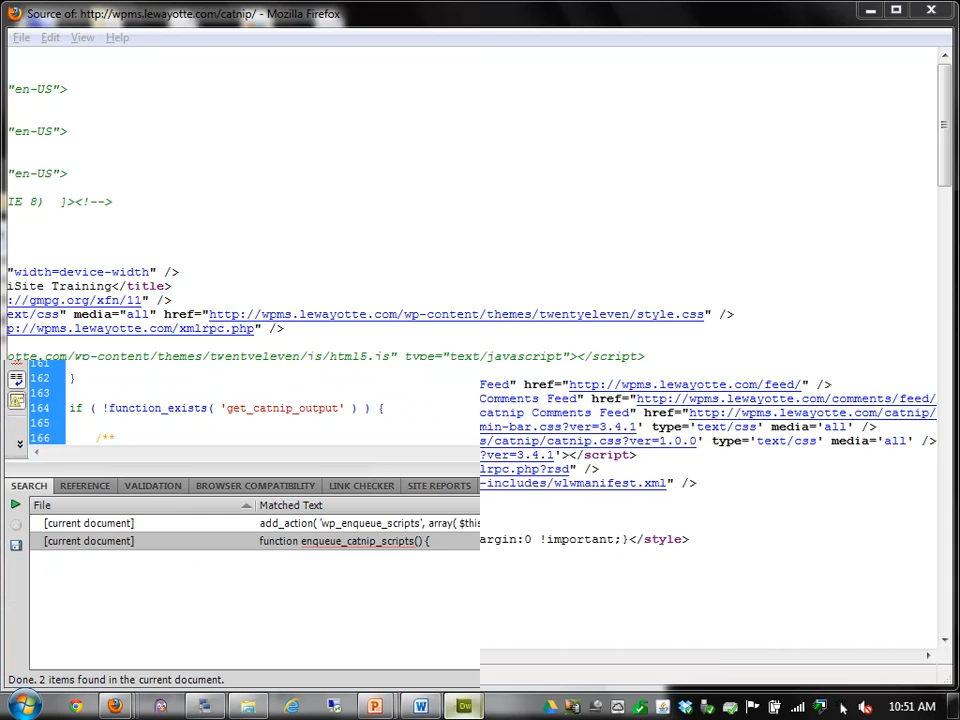 Source of: http://wpms.lewayotte.com/catnip/ - Mozilla Firefox
File Edit View Help
"en-US">
"en-US">
"en-US">
IE 8)  ]><!-->
"width=device-width" />
iSite Training</title>
://gmpg.org/xfn/11" />
ext/css" media="all" href="http://wpms.lewayotte.com/wp-content/themes/twentyeleven/style.css" />
p://wpms.lewayotte.com/xmlrpc.php" />
otte.com/wp-content/themes/twentyeleven/js/html5.js" type="text/javascript"></script>
161
162 }
163
164 if ( !function_exists( 'get_catnip_output' ) ) {
165
166 /**
Feed" href="http://wpms.lewayotte.com/feed/" />
Comments Feed" href="http://wpms.lewayotte.com/comments/feed/
catnip Comments Feed" href="http://wpms.lewayotte.com/catnip/
min-bar.css?ver=3.4.1' type='text/css' media='all' />
s/catnip/catnip.css?ver=1.0.0' type='text/css' media='all' />
?ver=3.4.1'></script>
lrpc.php?rsd" />
-includes/wlwmanifest.xml" />
argin:0 !important;}</style>
SEARCH REFERENCE VALIDATION BROWSER COMPATIBILITY LINK CHECKER SITE REPORTS
File Matched Text
[current document] add_action( 'wp_enqueue_scripts', array( $this
[current document] function enqueue_catnip_scripts() {
Done. 2 items found in the current document.
10:51 AM